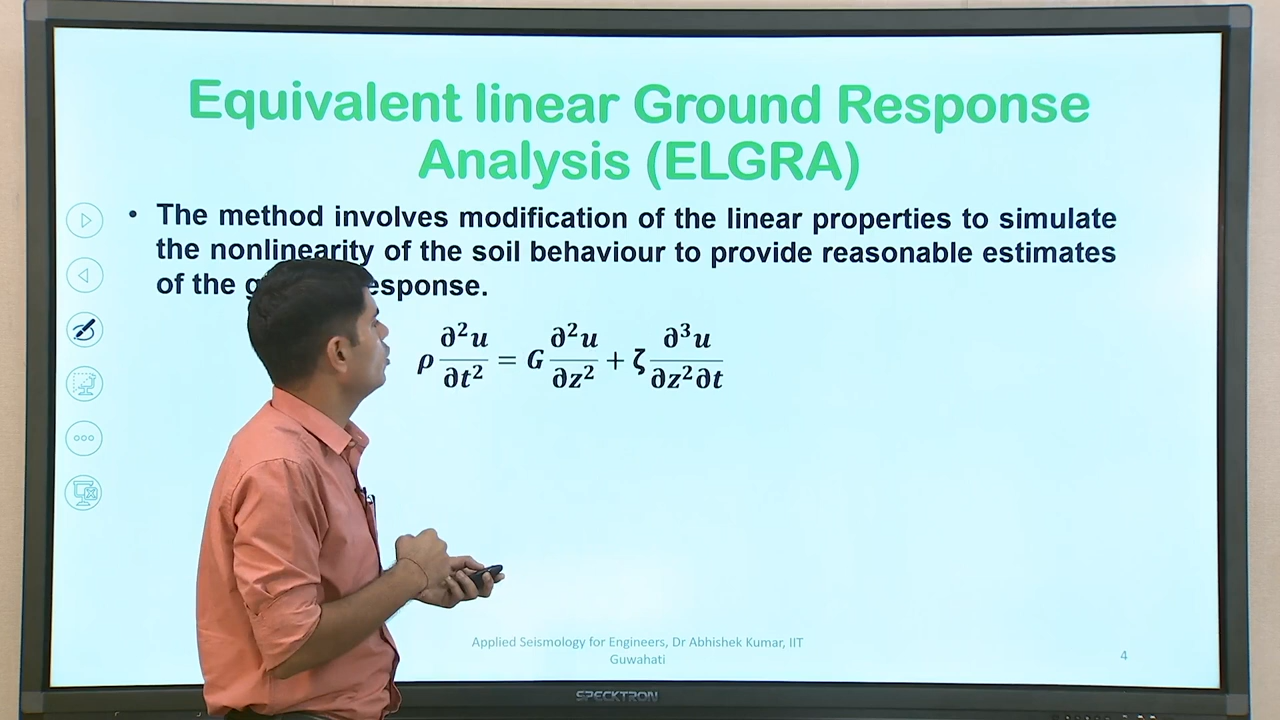 Equivalent linear Ground Response
Analysis (ELGRA)
• The method involves modification of the linear properties to simulate
the nonlinearity of the soil behaviour to provide reasonable estimates
of the
ρ ∂²u/∂t² = G ∂²u/∂z² + ζ ∂³u/∂z²∂t
Applied Seismology for Engineers, Dr Abhishek Kumar, IIT
Guwahati
4
SPECKTRON